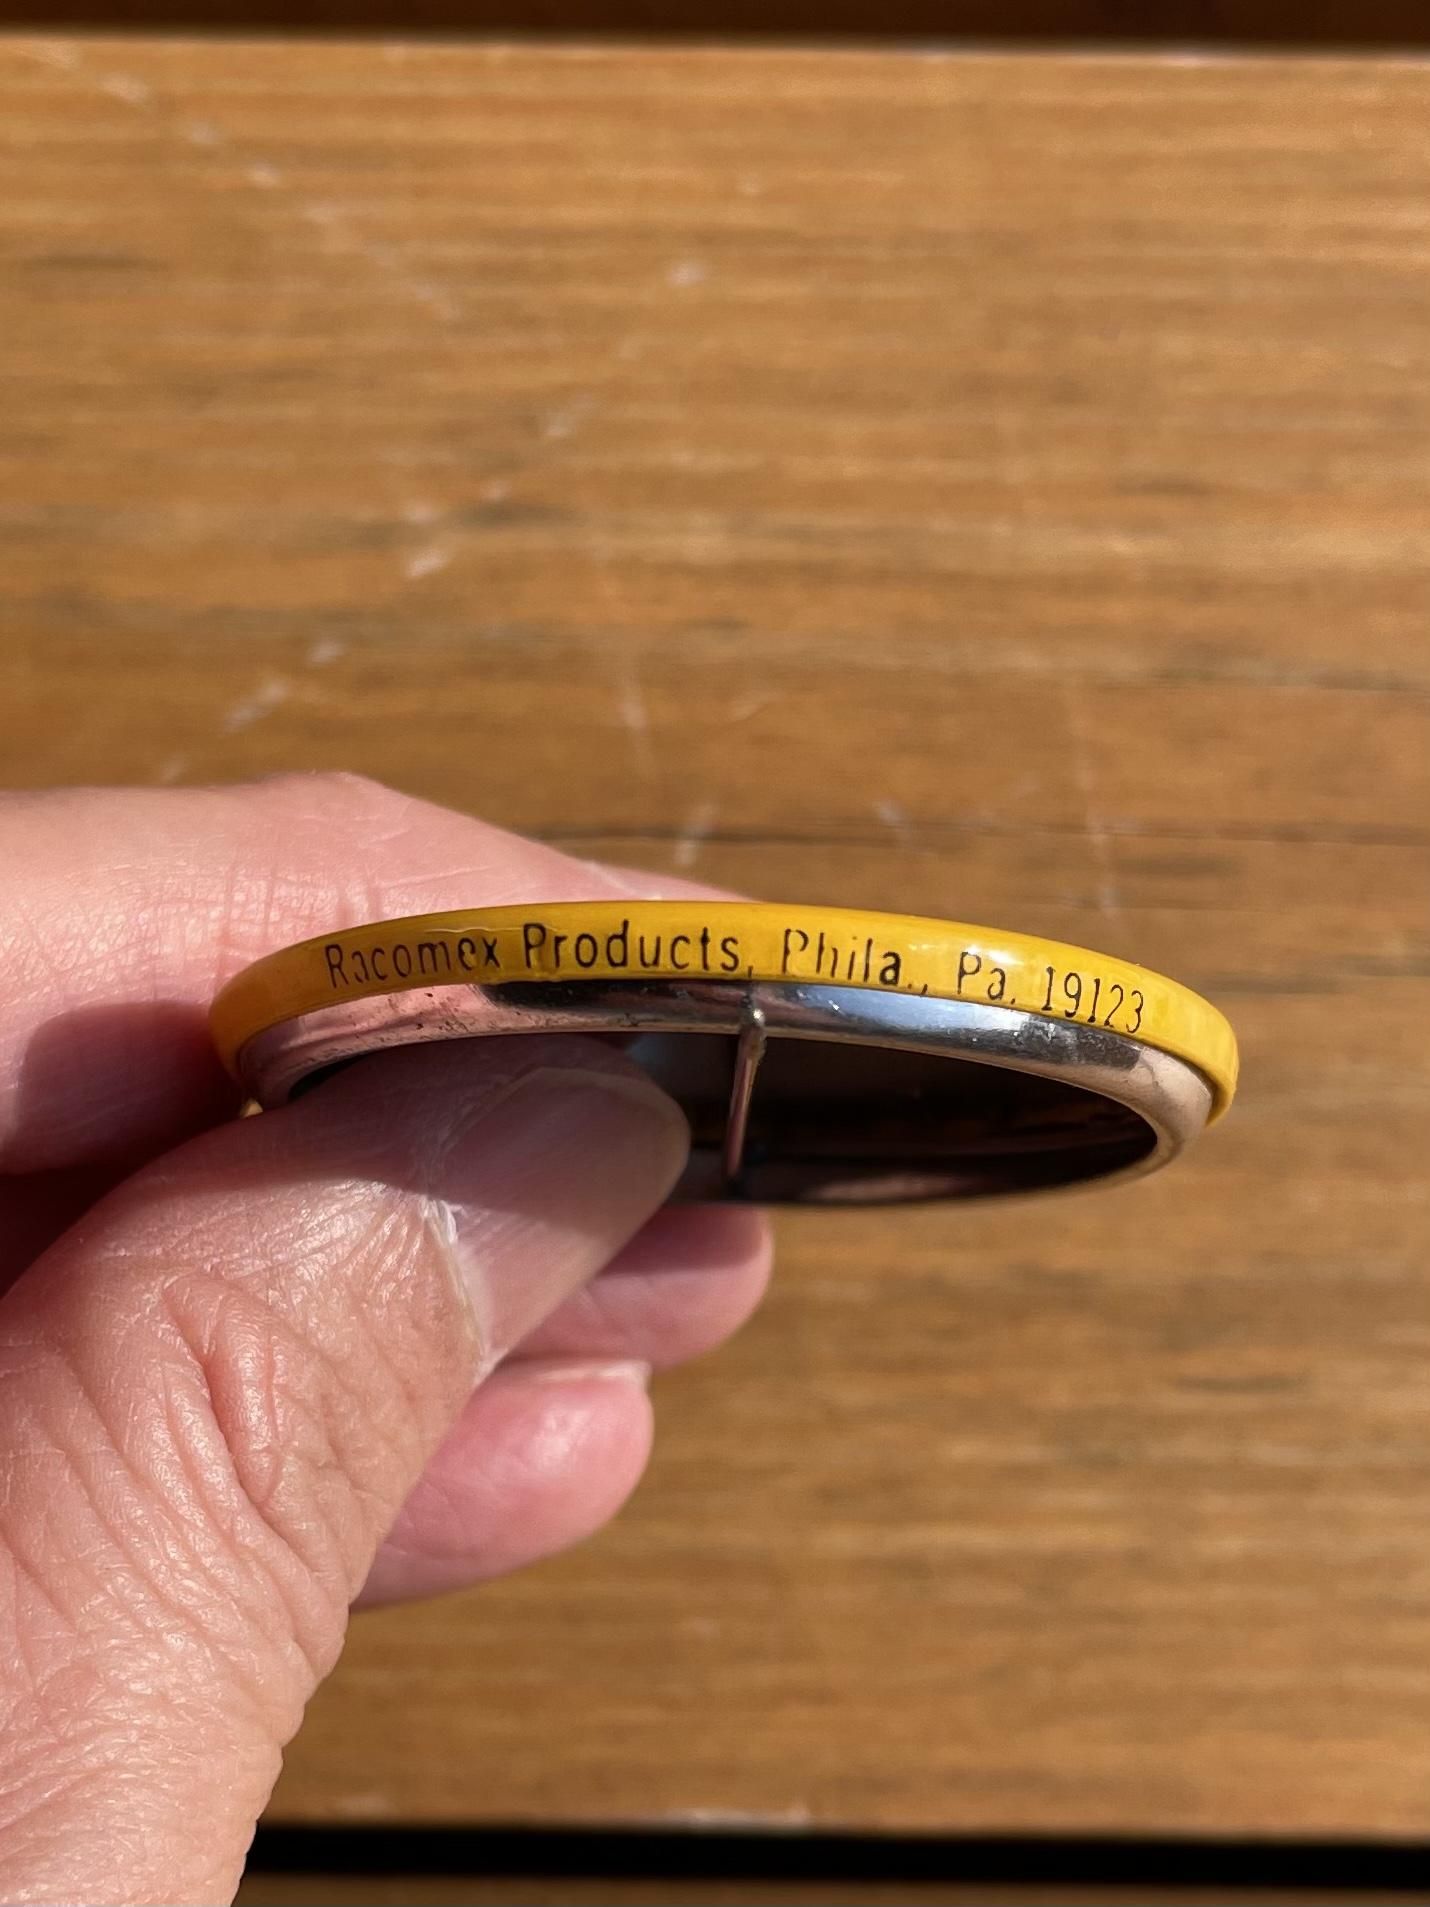 Racomex Products, Phila., Pa. 19123